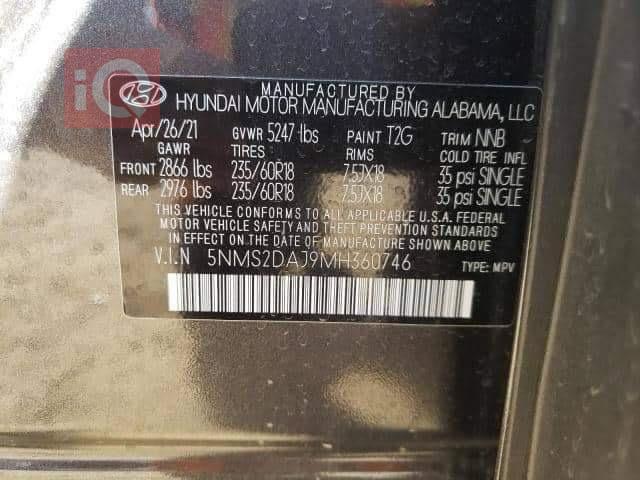 iQ
MANUFACTURED BY
HYUNDAI MOTOR MANUFACTURING ALABAMA, LLC
Apr/26/21 GVWR 5247 lbs PAINT T2G TRIM NNB
GAWR TIRES RIMS COLD TIRE INFL
FRONT 2866 lbs 235/60R18 7.5JX18 35 psi SINGLE
REAR 2976 lbs 235/60R18 7.5JX18 35 psi SINGLE
THIS VEHICLE CONFORMS TO ALL APPLICABLE U.S.A. FEDERAL
MOTOR VEHICLE SAFETY AND THEFT PREVENTION STANDARDS
IN EFFECT ON THE DATE OF MANUFACTURE SHOWN ABOVE.
V.I.N 5NMS2DAJ9MH360746 TYPE: MPV